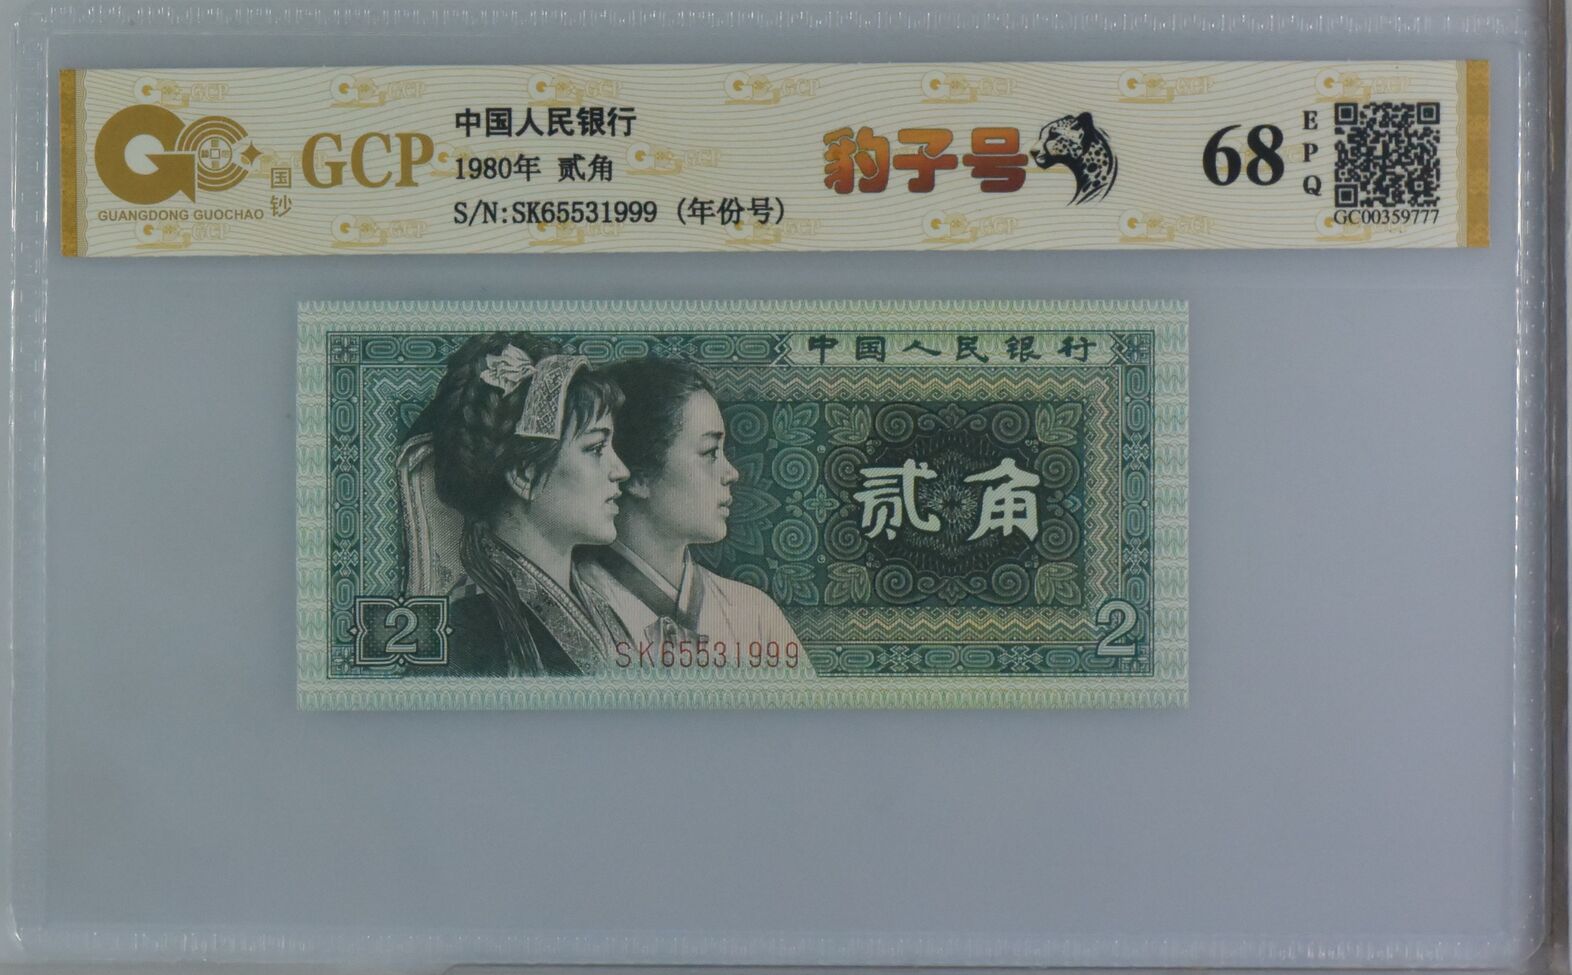 GCP
国钞
GUANGDONG GUOCHAO
中国人民银行
1980年 贰角
S/N:SK65531999 (年份号)
豹子号
68
EPQ
GC00359777
中国人民银行
贰角
2
2
SK65531999